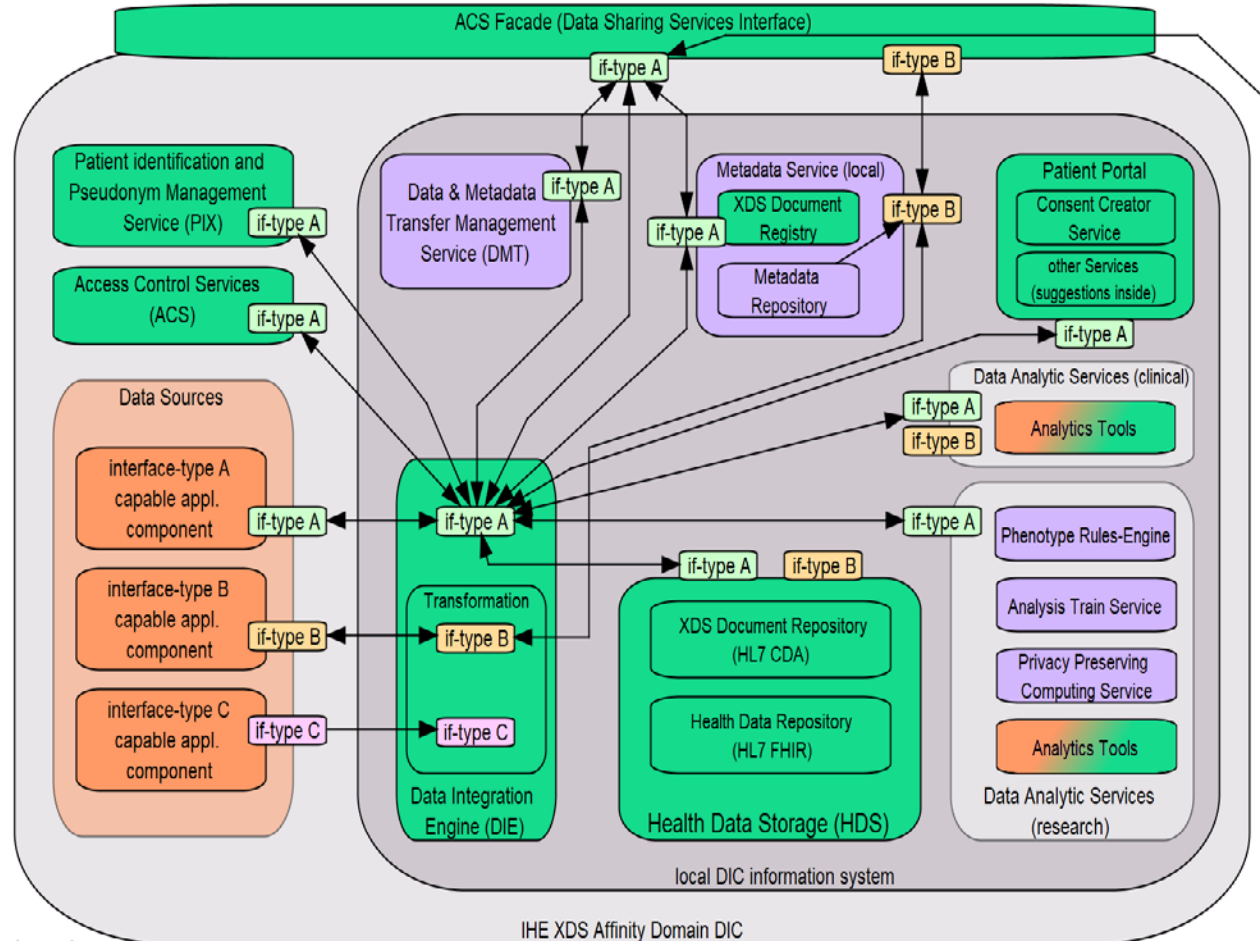 ACS Facade (Data Sharing Services Interface)
if-type A
if-type B
Patient identification and
Pseudonym Management
Service (PIX)
if-type A
Access Control Services
(ACS)
if-type A
Data & Metadata
Transfer Management
Service (DMT)
if-type A
Metadata Service (local)
XDS Document
Registry
if-type A
if-type B
Metadata
Repository
Patient Portal
Consent Creator
Service
other Services
(suggestions inside)
if-type A
Data Analytic Services (clinical)
if-type A
if-type B
Analytics Tools
Data Sources
interface-type A
capable appl.
component
if-type A
interface-type B
capable appl.
component
if-type B
interface-type C
capable appl.
component
if-type C
if-type A
Transformation
if-type B
if-type C
Data Integration
Engine (DIE)
if-type A
if-type B
XDS Document Repository
(HL7 CDA)
Health Data Repository
(HL7 FHIR)
Health Data Storage (HDS)
if-type A
Phenotype Rules-Engine
Analysis Train Service
Privacy Preserving
Computing Service
Analytics Tools
Data Analytic Services
(research)
local DIC information system
IHE XDS Affinity Domain DIC